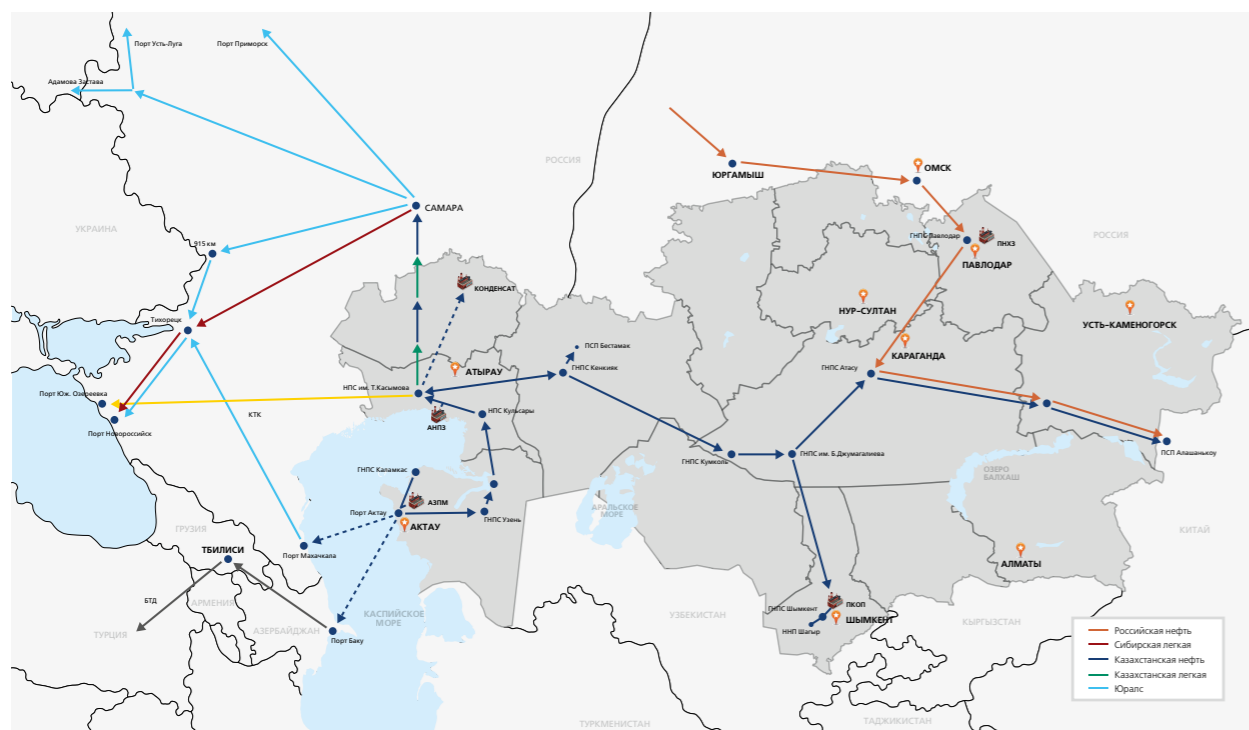 Порт Усть-Луга
Порт Приморск
Адамова Застава
РОССИЯ
ЮРГАМЫШ
ОМСК
САМАРА
УКРАИНА
915 км
ГНПС Павлодар
ПНХЗ
ПАВЛОДАР
РОССИЯ
КОНДЕНСАТ
НУР-СУЛТАН
УСТЬ-КАМЕНОГОРСК
Тихорецк
ПСП Бестамак
КАРАГАНДА
АТЫРАУ
ГНПС Кенкияк
ГНПС Атасу
НПС им. Т.Касымова
Порт Юж. Озереевка
КТК
АНПЗ
НПС Кульсары
Порт Новороссийск
ГНПС Кумколь
ГНПС им. Б.Джумагалиева
ПСП Алашанькоу
ГНПС Каламкас
ОЗЕРО
БАЛХАШ
АЗПМ
Порт Актау
АКТАУ
ГНПС Узень
АРАЛЬСКОЕ
МОРЕ
ГРУЗИЯ
КИТАЙ
ТБИЛИСИ
Порт Махачкала
АЛМАТЫ
БТД
АРМЕНИЯ
ТУРЦИЯ
АЗЕРБАЙДЖАН
Порт Баку
КАСПИЙСКОЕ
МОРЕ
УЗБЕКИСТАН
ПКОП
ГНПС Шымкент
ШЫМКЕНТ
ННП Шагыр
КЫРГЫЗСТАН
ТУРКМЕНИСТАН
ТАДЖИКИСТАН
Российская нефть
Сибирская легкая
Казахстанская нефть
Казахстанская легкая
Юралс